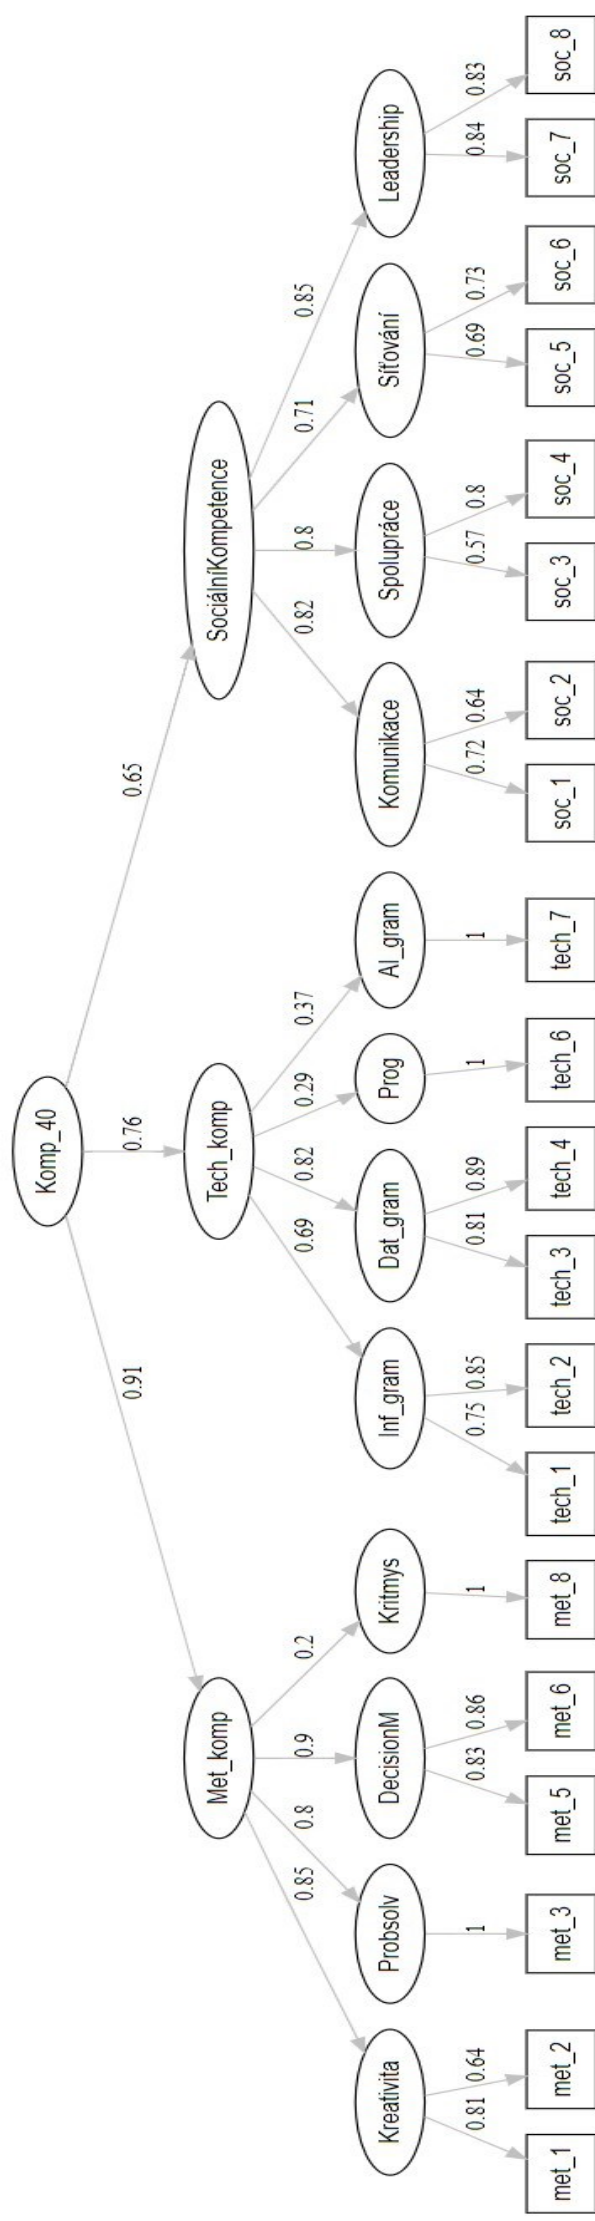 Komp_40
0.91
0.76
0.65
Met_komp
Tech_komp
SociálníKompetence
0.85
0.8
0.9
0.2
0.69
0.82
0.29
0.37
0.82
0.8
0.71
0.85
Kreativita
Probsolv
DecisionM
Kritmys
Inf_gram
Dat_gram
Prog
AI_gram
Komunikace
Spolupráce
Síťování
Leadership
0.81
0.64
1
0.83
0.86
1
0.75
0.85
0.81
0.89
1
1
0.72
0.64
0.57
0.8
0.69
0.73
0.84
0.83
met_1
met_2
met_3
met_5
met_6
met_8
tech_1
tech_2
tech_3
tech_4
tech_6
tech_7
soc_1
soc_2
soc_3
soc_4
soc_5
soc_6
soc_7
soc_8